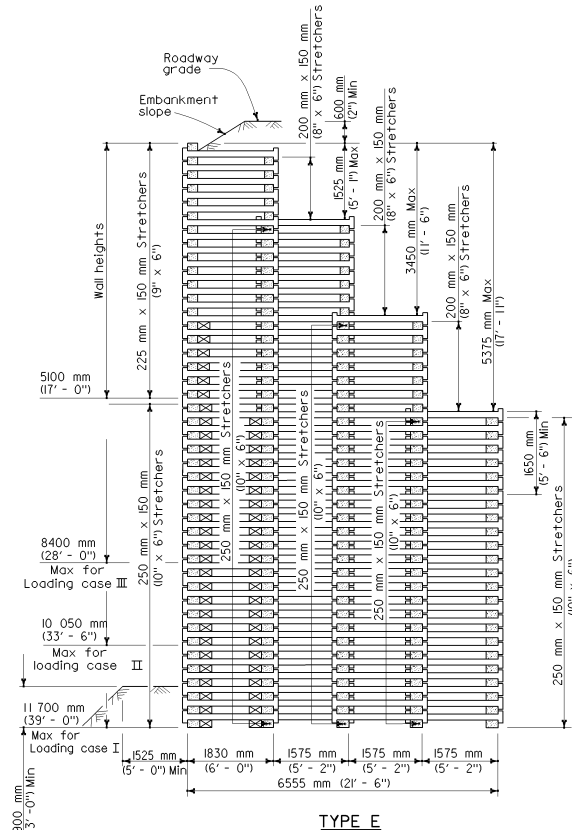 Roadway
grade
Embankment
slope
200 mm x 150 mm
(8" x 6") Stretchers
600 mm
(2") Min
1525 mm
(5' - 1") Max
200 mm x 150 mm
(8" x 6") Stretchers
3450 mm Max
(11' - 6")
200 mm x 150 mm
(8" x 6") Stretchers
5375 mm Max
(17' - 11")
Wall heights
225 mm x 150 mm Stretchers
(9" x 6")
5100 mm
(17' - 0")
250 mm x 150 mm
(10" x 6") Stretchers
250 mm x 150 mm Stretchers
(10" x 6")
250 mm x 150 mm Stretchers
(10" x 6")
250 mm x 150 mm Stretchers
(10" x 6")
1650 mm
(5' - 6") Min
250 mm x 150 mm Stretchers
8400 mm
(28' - 0")
Max for
Loading case III
10 050 mm
(33' - 6")
Max for
loading case II
11 700 mm
(39' - 0")
Max for
Loading case I
900 mm
3' -0") Min
1525 mm
(5' - 0") Min
1830 mm
(6' - 0")
1575 mm
(5' - 2")
1575 mm
(5' - 2")
1575 mm
(5' - 2")
6555 mm (21' - 6")
TYPE E